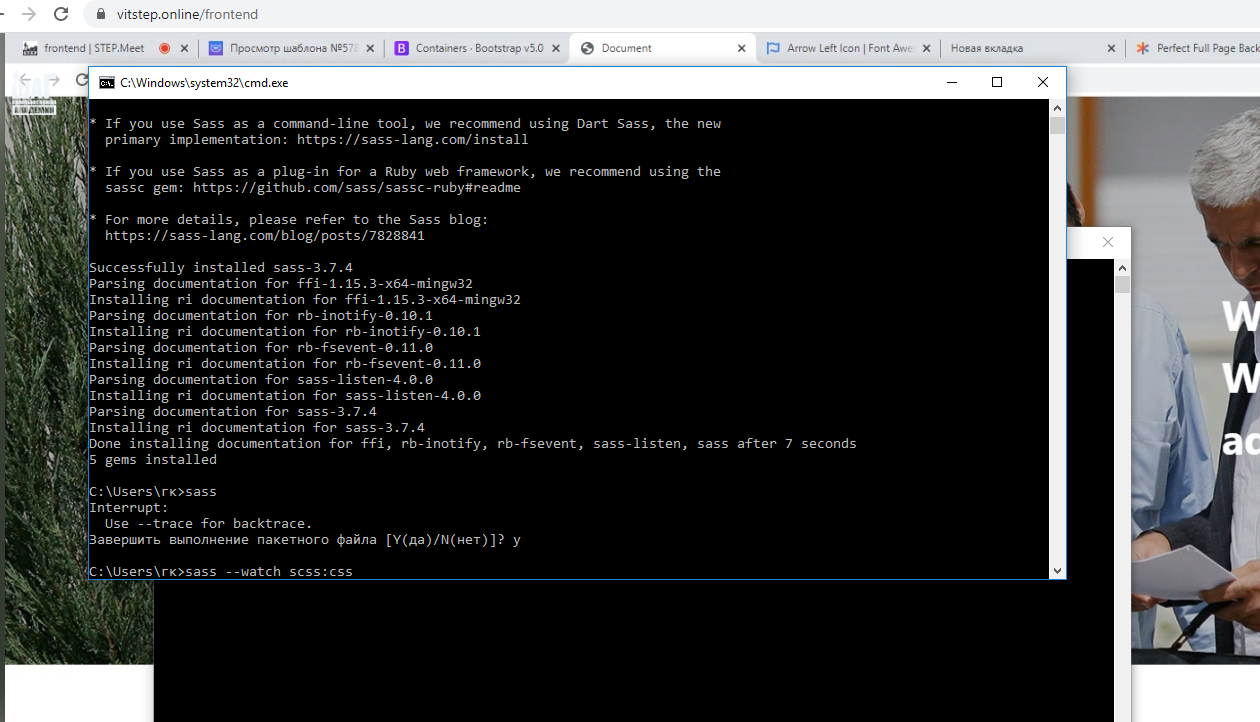 vitstep.online/frontend
frontend | STEP.Meet
Просмотр шаблона №578
Containers · Bootstrap v5.0
Document
Arrow Left Icon | Font Awe
Новая вкладка
Perfect Full Page Back
C:\Windows\system32\cmd.exe
АКАДЕМИЯ
* If you use Sass as a command-line tool, we recommend using Dart Sass, the new
primary implementation: https://sass-lang.com/install
* If you use Sass as a plug-in for a Ruby web framework, we recommend using the
sassc gem: https://github.com/sass/sassc-ruby#readme
* For more details, please refer to the Sass blog:
https://sass-lang.com/blog/posts/7828841
Successfully installed sass-3.7.4
Parsing documentation for ffi-1.15.3-x64-mingw32
Installing ri documentation for ffi-1.15.3-x64-mingw32
Parsing documentation for rb-inotify-0.10.1
Installing ri documentation for rb-inotify-0.10.1
Parsing documentation for rb-fsevent-0.11.0
Installing ri documentation for rb-fsevent-0.11.0
Parsing documentation for sass-listen-4.0.0
Installing ri documentation for sass-listen-4.0.0
Parsing documentation for sass-3.7.4
Installing ri documentation for sass-3.7.4
Done installing documentation for ffi, rb-inotify, rb-fsevent, sass-listen, sass after 7 seconds
5 gems installed
C:\Users\гк>sass
Interrupt:
Use --trace for backtrace.
Завершить выполнение пакетного файла [Y(да)/N(нет)]? y
C:\Users\гк>sass --watch scss:css
W
W
ac